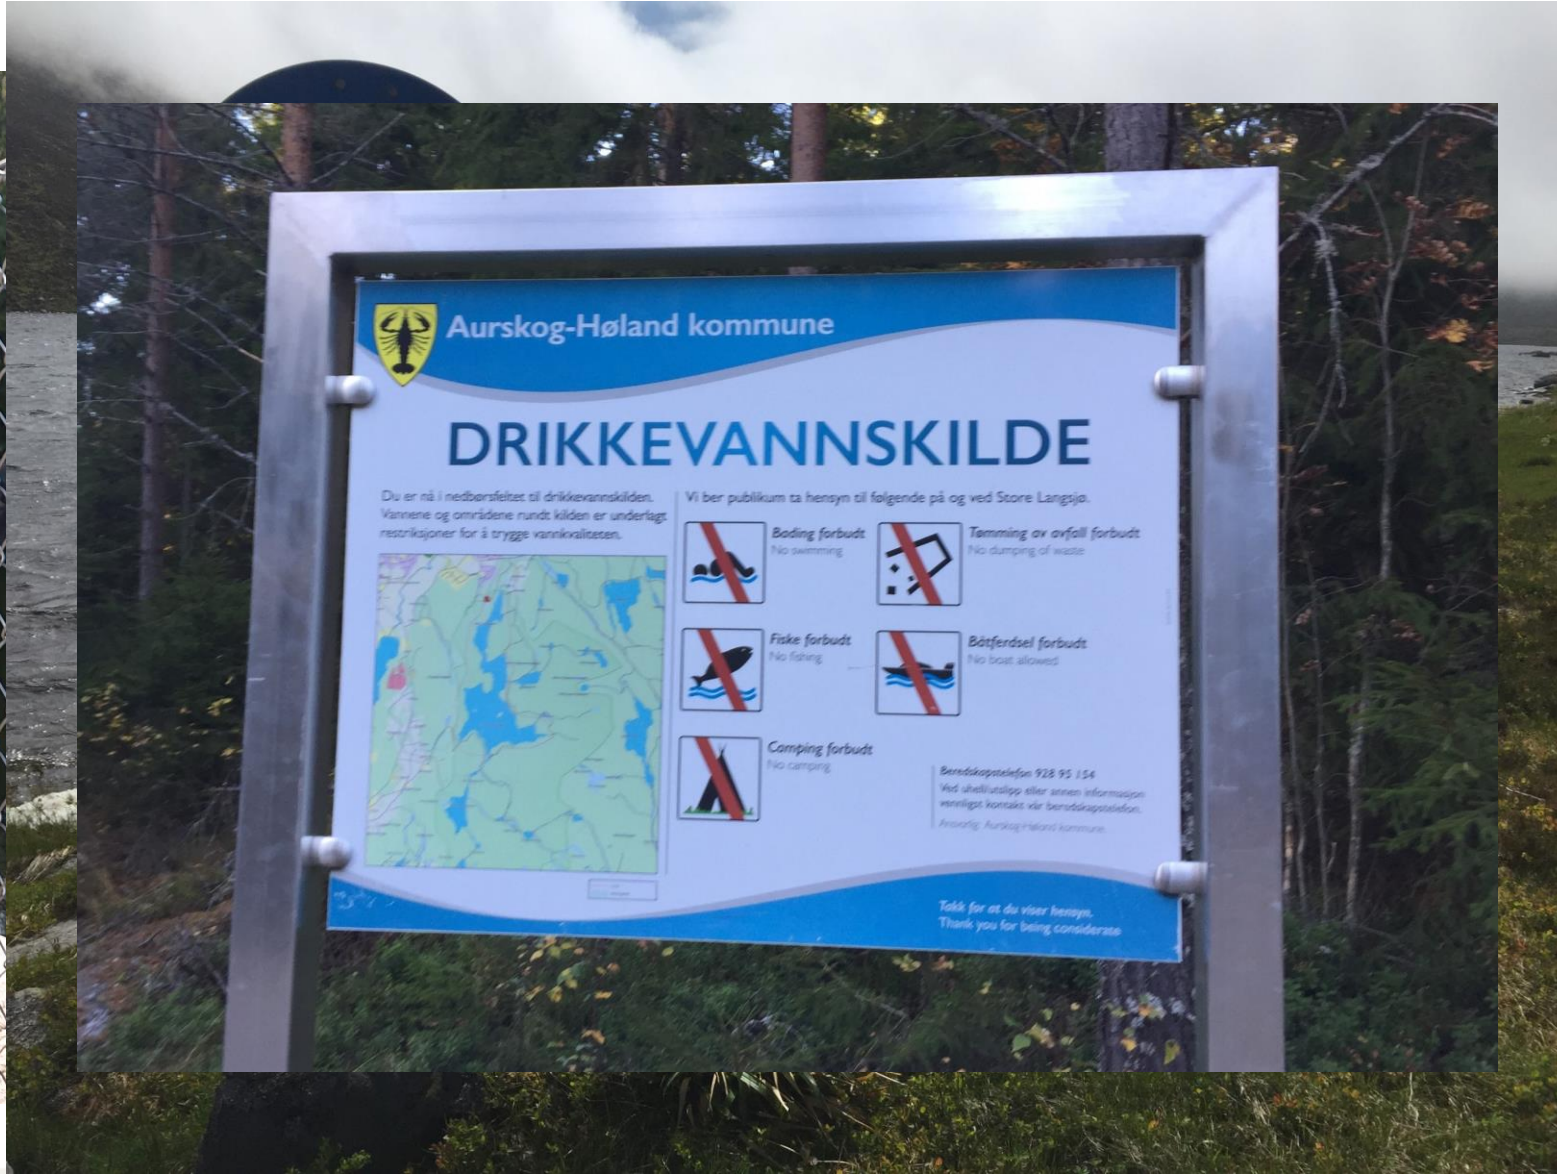 Aurskog-Høland kommune
DRIKKEVANNSKILDE
Du er nå i nedbørsfeltet til drikkevannskilden.
Vannene og områdene rundt kilden er underlagt
restriksjoner for å trygge vannkvaliteten.
Vi ber publikum ta hensyn til følgende på og ved Store Langsjø.
Bading forbudt
No swimming
Tømming av avfall forbudt
No dumping of waste
Fiske forbudt
No fishing
Båtferdsel forbudt
No boat allowed
Camping forbudt
No camping
Beredskapstelefon 928 95 154
Ved uhell/utslipp eller annen informasjon
vennligst kontakt vår beredskapstelefon.
Ansvarlig: Aurskog-Høland kommune
Takk for at du viser hensyn.
Thank you for being considerate